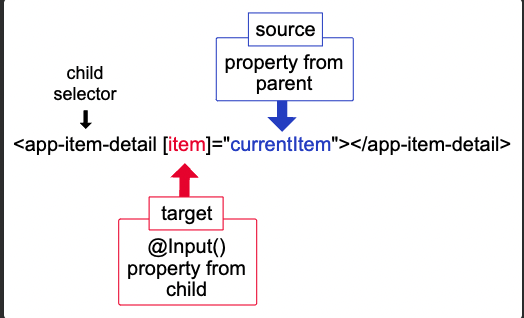 source
property from
parent
child
selector
<app-item-detail [item]="currentItem"></app-item-detail>
target
@Input()
property from
child